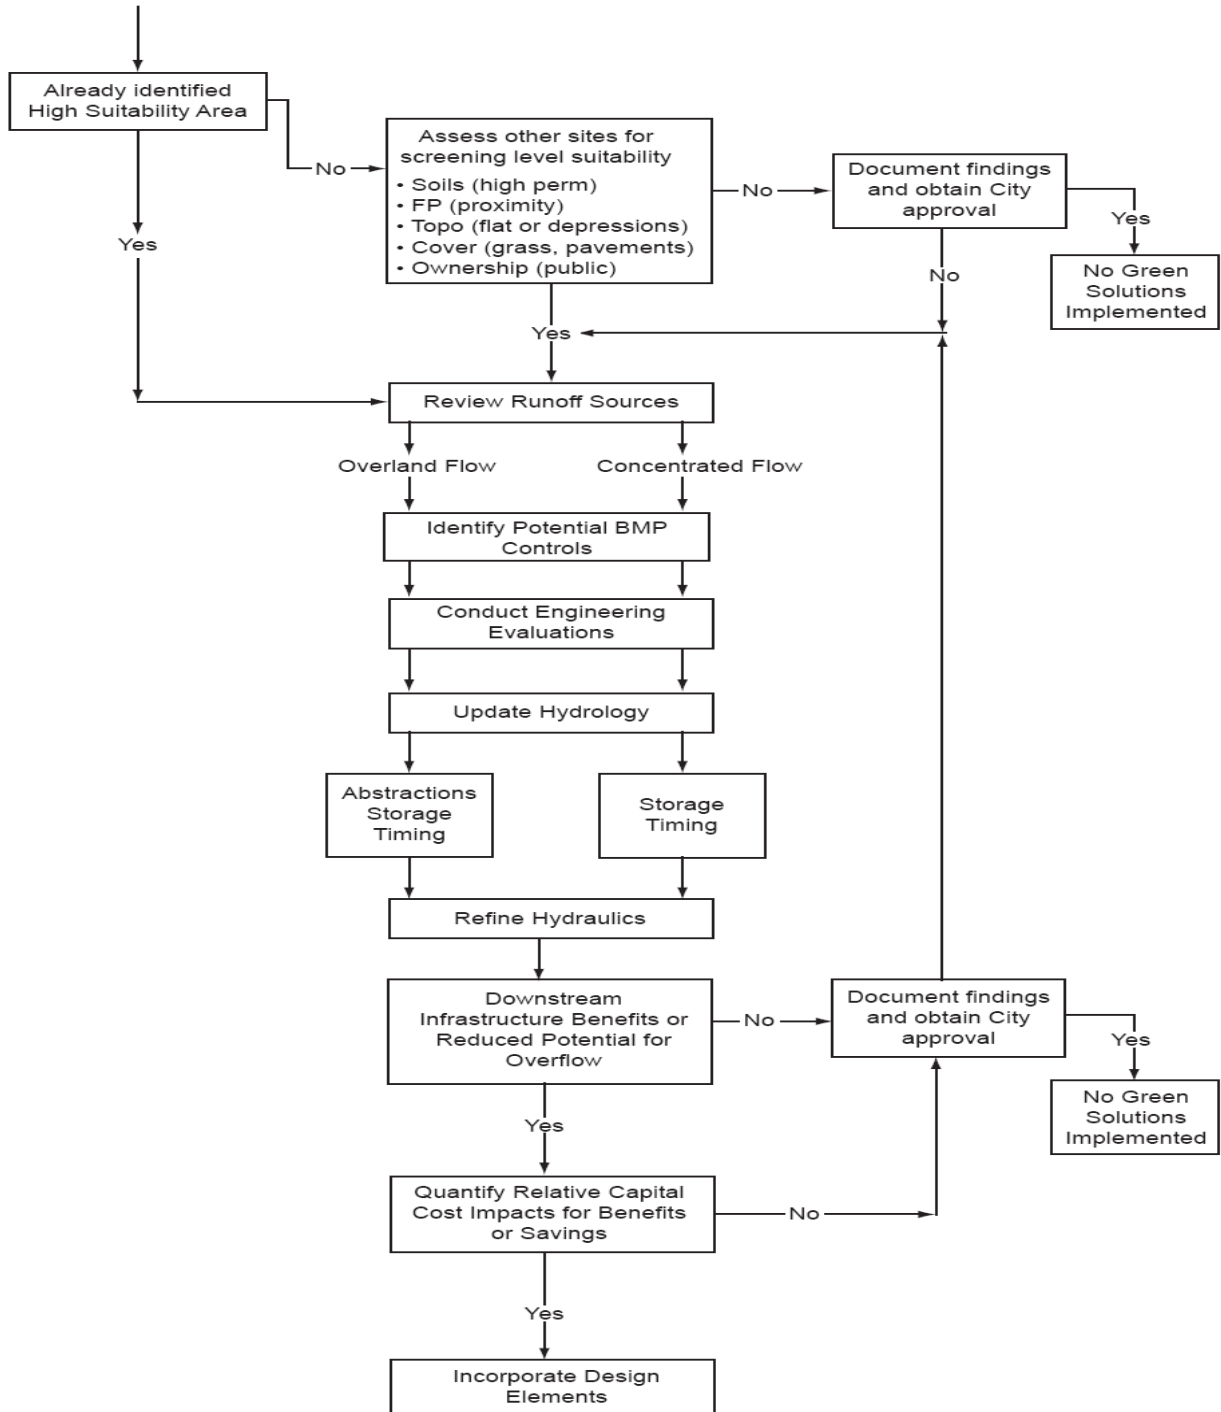 Already identified
High Suitability Area
No
Assess other sites for
screening level suitability
• Soils (high perm)
• FP (proximity)
• Topo (flat or depressions)
• Cover (grass, pavements)
• Ownership (public)
No
Document findings
and obtain City
approval
Yes
No Green
Solutions
Implemented
Yes
No
Yes
Review Runoff Sources
Overland Flow
Concentrated Flow
Identify Potential BMP
Controls
Conduct Engineering
Evaluations
Update Hydrology
Abstractions
Storage
Timing
Storage
Timing
Refine Hydraulics
Downstream
Infrastructure Benefits or
Reduced Potential for
Overflow
No
Document findings
and obtain City
approval
Yes
No Green
Solutions
Implemented
Yes
Quantify Relative Capital
Cost Impacts for Benefits
or Savings
No
Yes
Incorporate Design
Elements